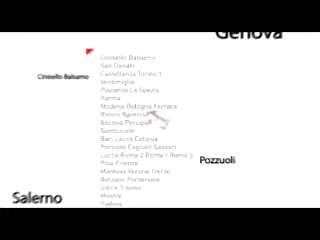 Genova
Cinisello Balsamo
San Donato
Castellanza Torino 1
Ventimiglia
Piacenza La Spezia
Parma
Modena Bologna Ferrara
Rimini Ravenna
Ancona Perugia
Sambuceto
Bari Lecce Catania
Pozzuoli Cagliari Sassari
Lucca Roma 2 Roma 1 Roma 3
Pisa Firenze
Mantova Verona Trento
Bolzano Pordenone
Udine Treviso
Mestre
Padova
Cinisello Balsamo
Pozzuoli
Salerno